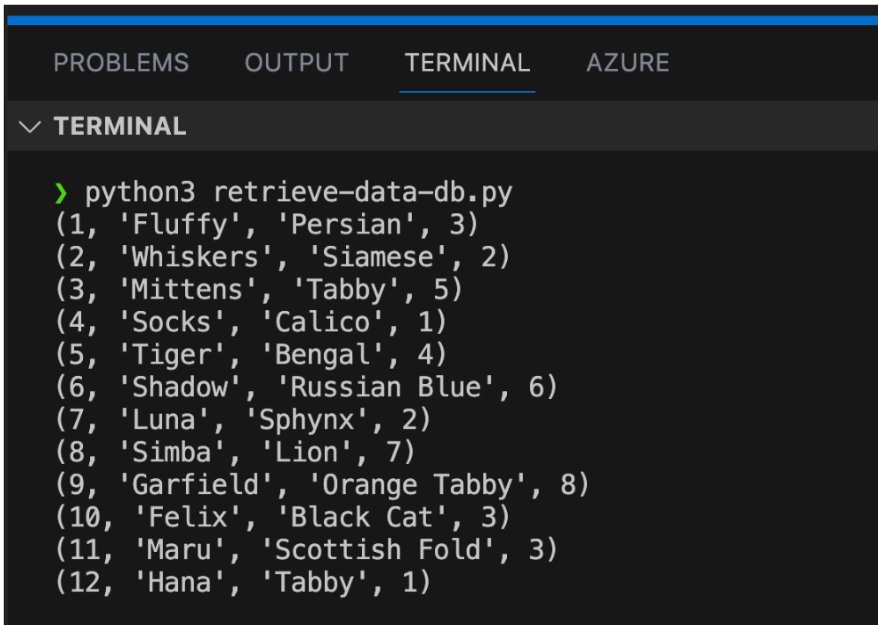 PROBLEMS OUTPUT TERMINAL AZURE
TERMINAL
❯ python3 retrieve-data-db.py
(1, 'Fluffy', 'Persian', 3)
(2, 'Whiskers', 'Siamese', 2)
(3, 'Mittens', 'Tabby', 5)
(4, 'Socks', 'Calico', 1)
(5, 'Tiger', 'Bengal', 4)
(6, 'Shadow', 'Russian Blue', 6)
(7, 'Luna', 'Sphynx', 2)
(8, 'Simba', 'Lion', 7)
(9, 'Garfield', 'Orange Tabby', 8)
(10, 'Felix', 'Black Cat', 3)
(11, 'Maru', 'Scottish Fold', 3)
(12, 'Hana', 'Tabby', 1)